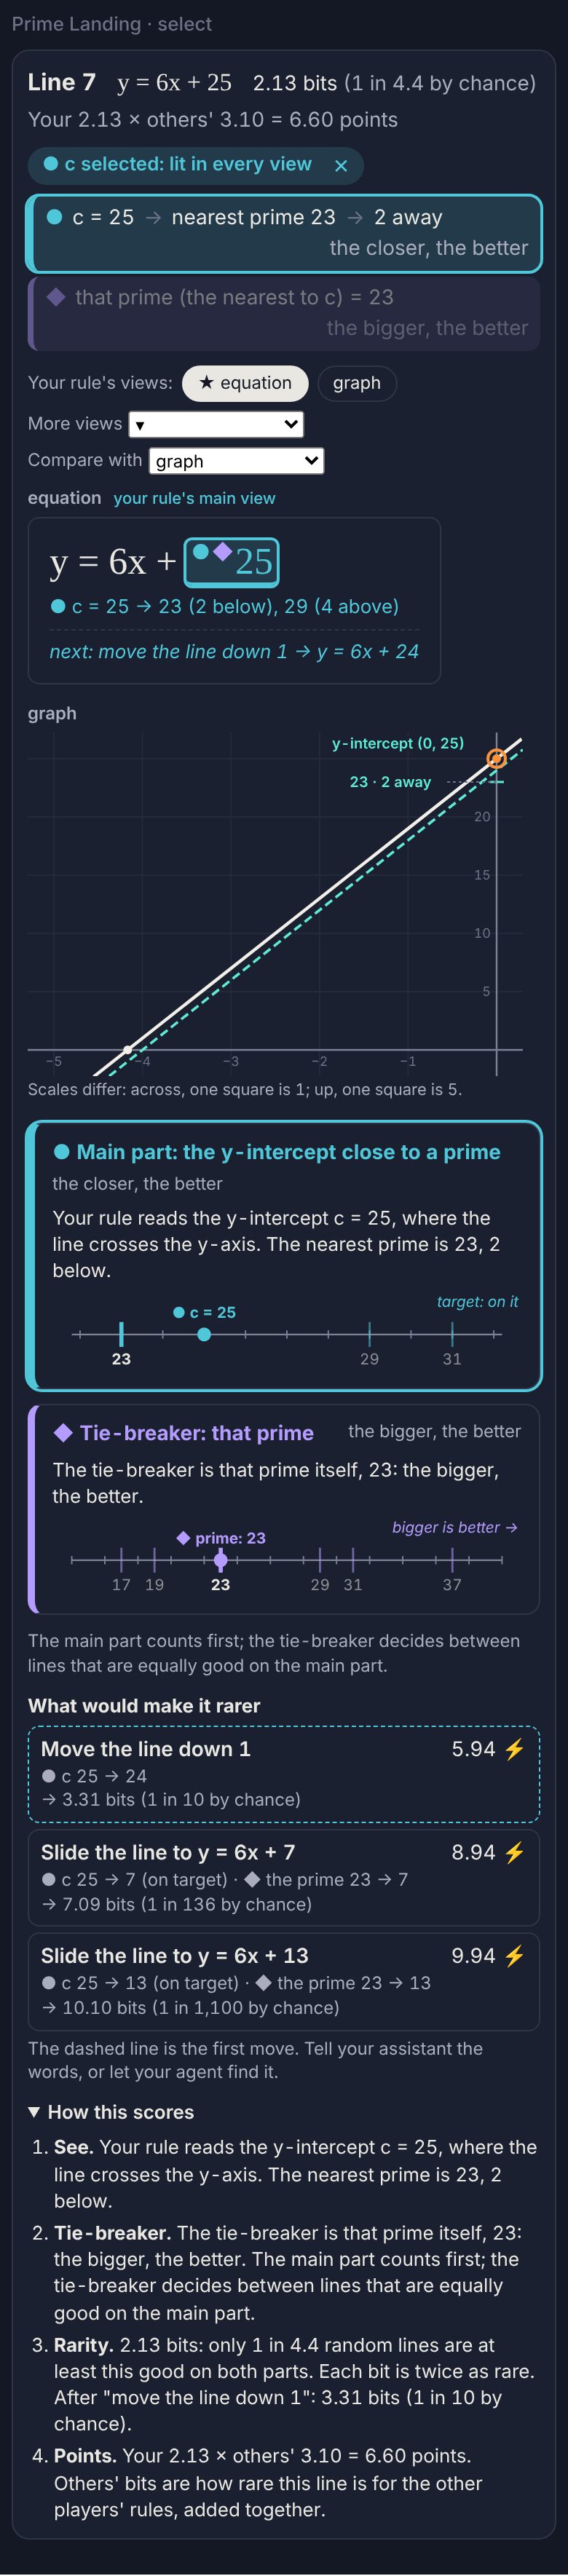 Prime Landing · select
Line 7 y = 6x + 25 2.13 bits (1 in 4.4 by chance)
Your 2.13 × others' 3.10 = 6.60 points
● c selected: lit in every view ✕
● c = 25 → nearest prime 23 → 2 away
the closer, the better
◆ that prime (the nearest to c) = 23
the bigger, the better
Your rule's views: ★ equation graph
More views ▾
Compare with graph
equation your rule's main view
y = 6x + ●◆25
● c = 25 → 23 (2 below), 29 (4 above)
next: move the line down 1 → y = 6x + 24
graph
y-intercept (0, 25)
23 · 2 away
20
15
10
5
−5 −4 −3 −2 −1
Scales differ: across, one square is 1; up, one square is 5.
● Main part: the y-intercept close to a prime
the closer, the better
Your rule reads the y-intercept c = 25, where the
line crosses the y-axis. The nearest prime is 23, 2
below.
target: on it
● c = 25
23 29 31
◆ Tie-breaker: that prime the bigger, the better
The tie-breaker is that prime itself, 23: the bigger,
the better.
bigger is better →
◆ prime: 23
17 19 23 29 31 37
The main part counts first; the tie-breaker decides between
lines that are equally good on the main part.
What would make it rarer
Move the line down 1 5.94 ⚡
● c 25 → 24
→ 3.31 bits (1 in 10 by chance)
Slide the line to y = 6x + 7 8.94 ⚡
● c 25 → 7 (on target) · ◆ the prime 23 → 7
→ 7.09 bits (1 in 136 by chance)
Slide the line to y = 6x + 13 9.94 ⚡
● c 25 → 13 (on target) · ◆ the prime 23 → 13
→ 10.10 bits (1 in 1,100 by chance)
The dashed line is the first move. Tell your assistant the
words, or let your agent find it.
▼ How this scores
1. See. Your rule reads the y-intercept c = 25, where the
line crosses the y-axis. The nearest prime is 23, 2
below.
2. Tie-breaker. The tie-breaker is that prime itself, 23:
the bigger, the better. The main part counts first; the
tie-breaker decides between lines that are equally
good on the main part.
3. Rarity. 2.13 bits: only 1 in 4.4 random lines are at
least this good on both parts. Each bit is twice as rare.
After "move the line down 1": 3.31 bits (1 in 10 by
chance).
4. Points. Your 2.13 × others' 3.10 = 6.60 points.
Others' bits are how rare this line is for the other
players' rules, added together.